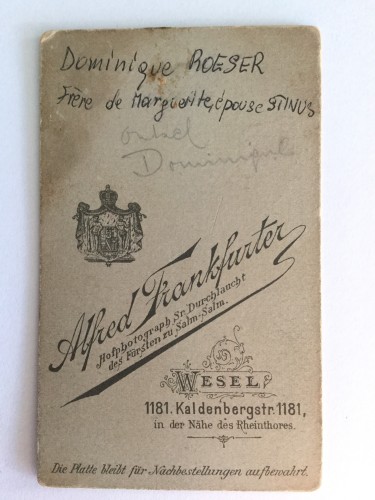 Dominique ROESER
Frère de Marguerite, épouse STINUS
onkel
Dominique
Alfred Frankfurter
Hofphotograph Sr. Durchlaucht
des Fürsten zu Salm-Salm.
WESEL
1181. Kaldenbergstr. 1181,
in der Nähe des Rheinthores.
Die Platte bleibt für Nachbestellungen aufbewahrt.